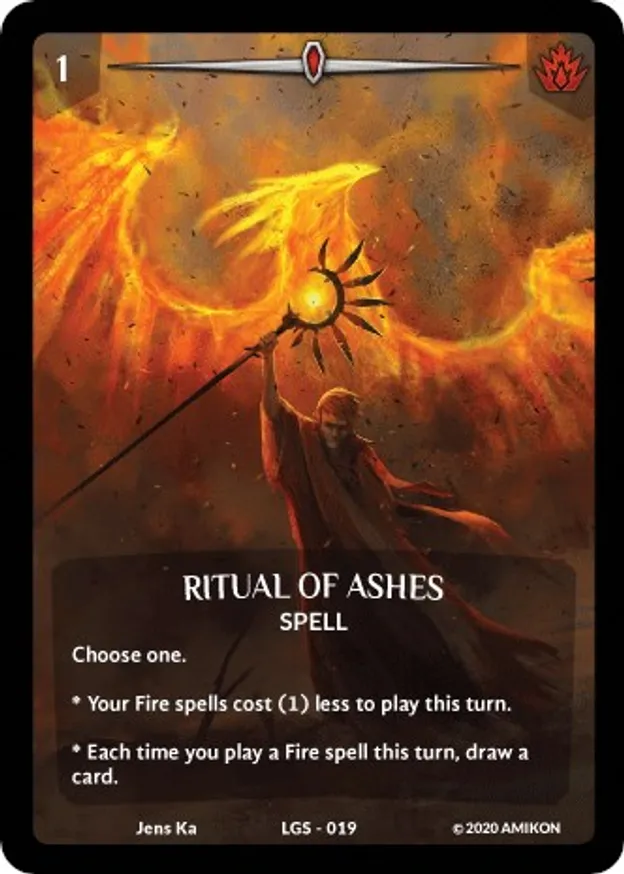 1
RITUAL OF ASHES
SPELL
Choose one.
* Your Fire spells cost (1) less to play this turn.
* Each time you play a Fire spell this turn, draw a
card.
Jens Ka LGS - 019 © 2020 AMIKON